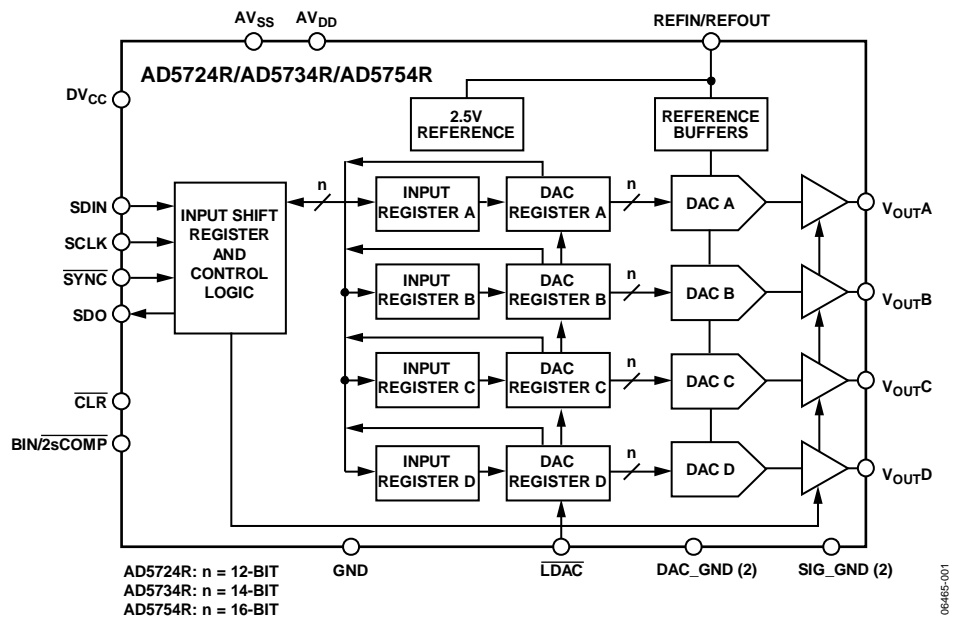 AVSS AVDD REFIN/REFOUT
AD5724R/AD5734R/AD5754R
DVCC
2.5V
REFERENCE
REFERENCE
BUFFERS
SDIN
SCLK
SYNC
SDO
CLR
BIN/2sCOMP
INPUT SHIFT
REGISTER
AND
CONTROL
LOGIC
n
INPUT
REGISTER A
DAC
REGISTER A
n
DAC A
VOUTA
INPUT
REGISTER B
DAC
REGISTER B
n
DAC B
VOUTB
INPUT
REGISTER C
DAC
REGISTER C
n
DAC C
VOUTC
INPUT
REGISTER D
DAC
REGISTER D
n
DAC D
VOUTD
GND LDAC DAC_GND (2) SIG_GND (2)
AD5724R: n = 12-BIT
AD5734R: n = 14-BIT
AD5754R: n = 16-BIT
06465-001